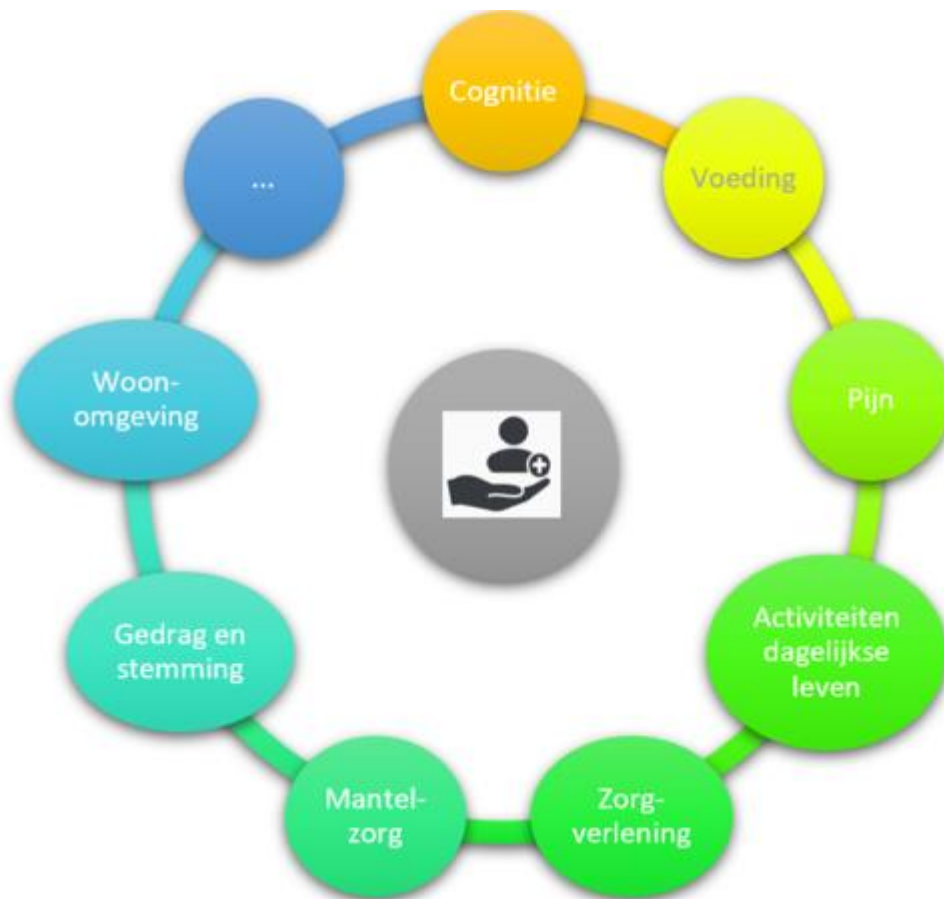 Cognitie
Voeding
Pijn
Activiteiten
dagelijkse
leven
Zorg-
verlening
Mantel-
zorg
Gedrag en
stemming
Woon-
omgeving
...